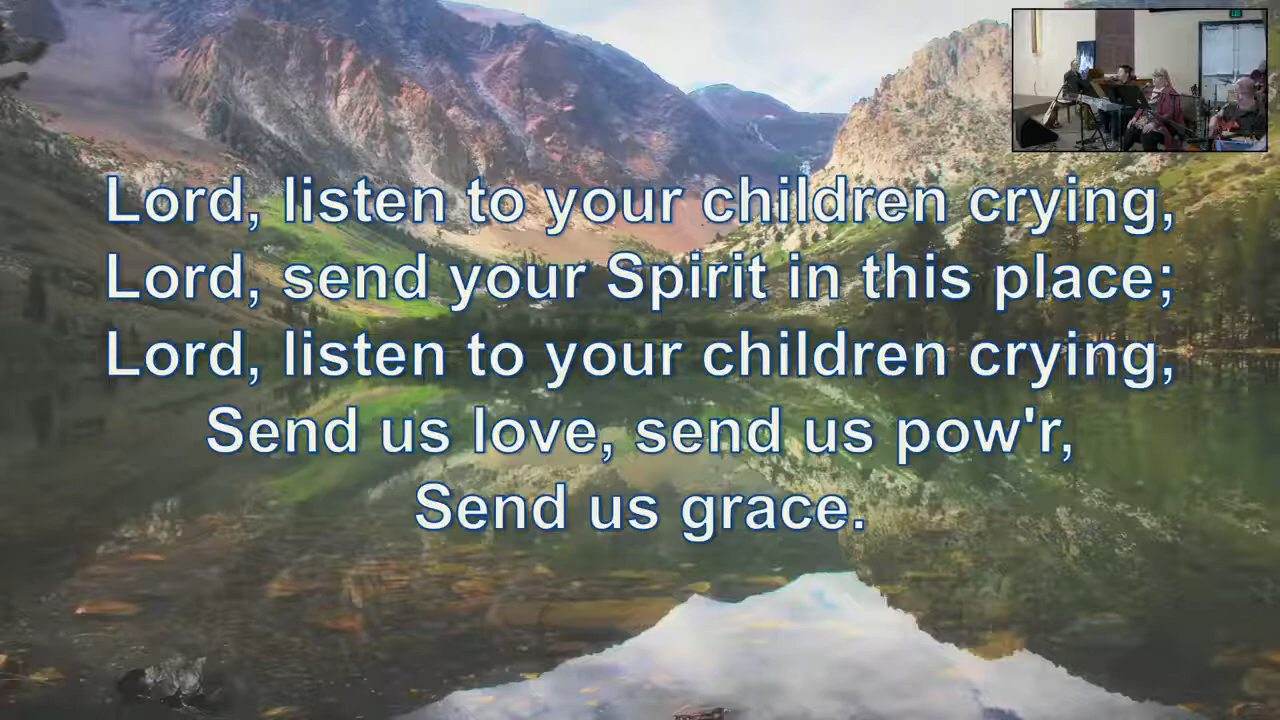 Lord, listen to your children crying,
Lord, send your Spirit in this place;
Lord, listen to your children crying,
Send us love, send us pow'r,
Send us grace.